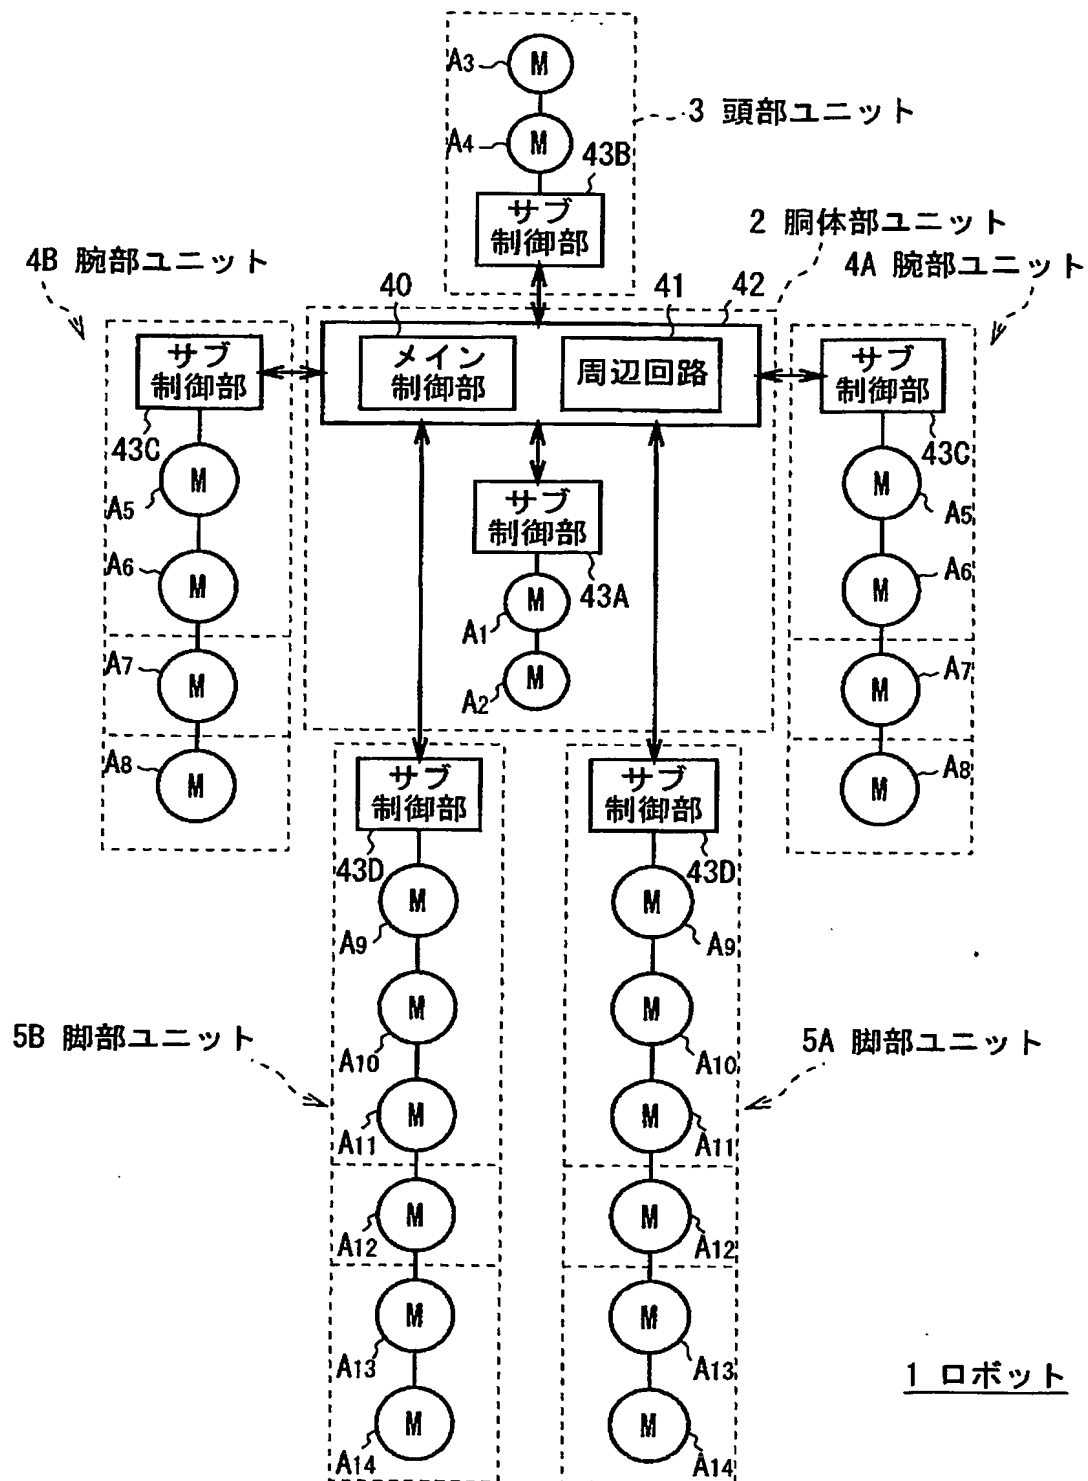 A3
M
3 頭部ユニット
A4
M
43B
サブ
制御部
2 胴体部ユニット
4B 腕部ユニット
4A 腕部ユニット
40
41
42
サブ
制御部
メイン
制御部
周辺回路
サブ
制御部
43C
43C
M
A5
サブ
制御部
M
A5
A6
M
43A
M
A1
M
A6
A7
M
M
A2
M
A7
A8
M
サブ
制御部
サブ
制御部
M
A8
43D
43D
M
A9
M
A9
M
A10
M
A10
5B 脚部ユニット
5A 脚部ユニット
M
A11
M
A11
M
A12
M
A12
M
A13
M
A13
1 ロボット
M
A14
M
A14